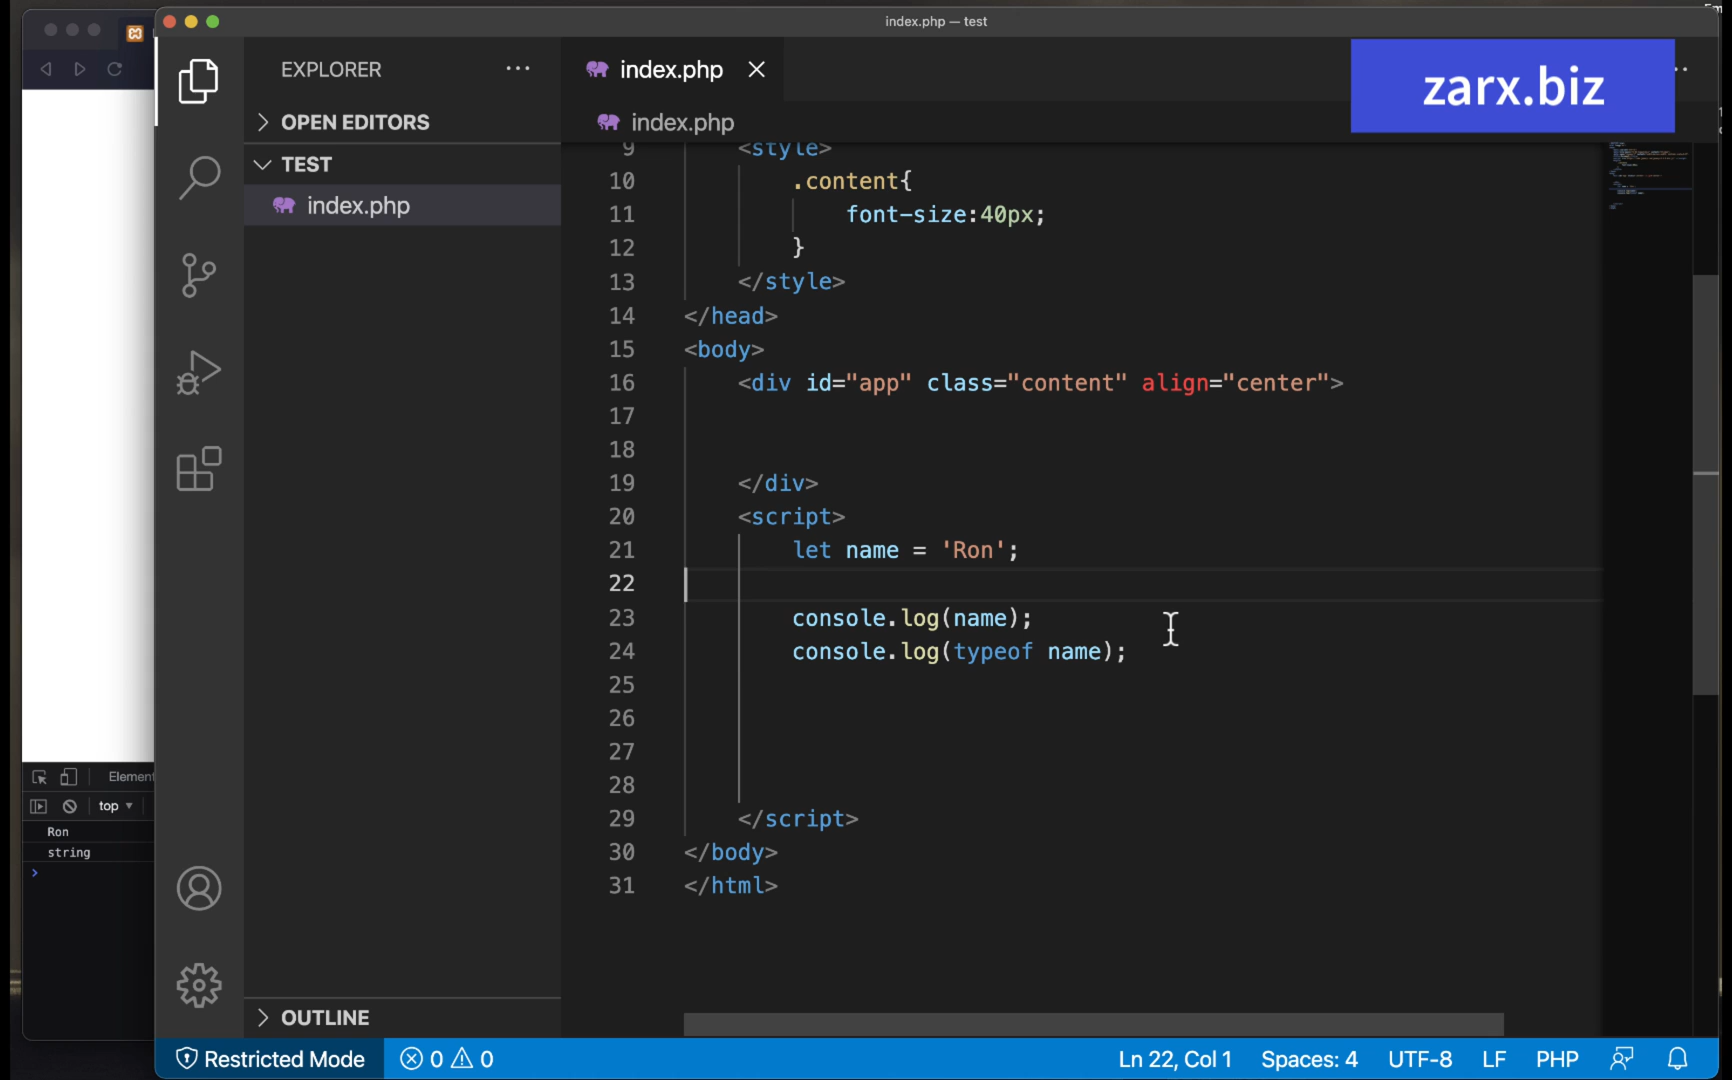 index.php — test
EXPLORER ...
index.php
zarx.biz
OPEN EDITORS
index.php
TEST
index.php
9 <style>
10 .content{
11 font-size:40px;
12 }
13 </style>
14 </head>
15 <body>
16 <div id="app" class="content" align="center">
17
18
19 </div>
20 <script>
21 let name = 'Ron';
22
23 console.log(name);
24 console.log(typeof name);
25
26
27
28
29 </script>
30 </body>
31 </html>
Elemen
top
Ron
string
OUTLINE
Restricted Mode 0 0 Ln 22, Col 1 Spaces: 4 UTF-8 LF PHP